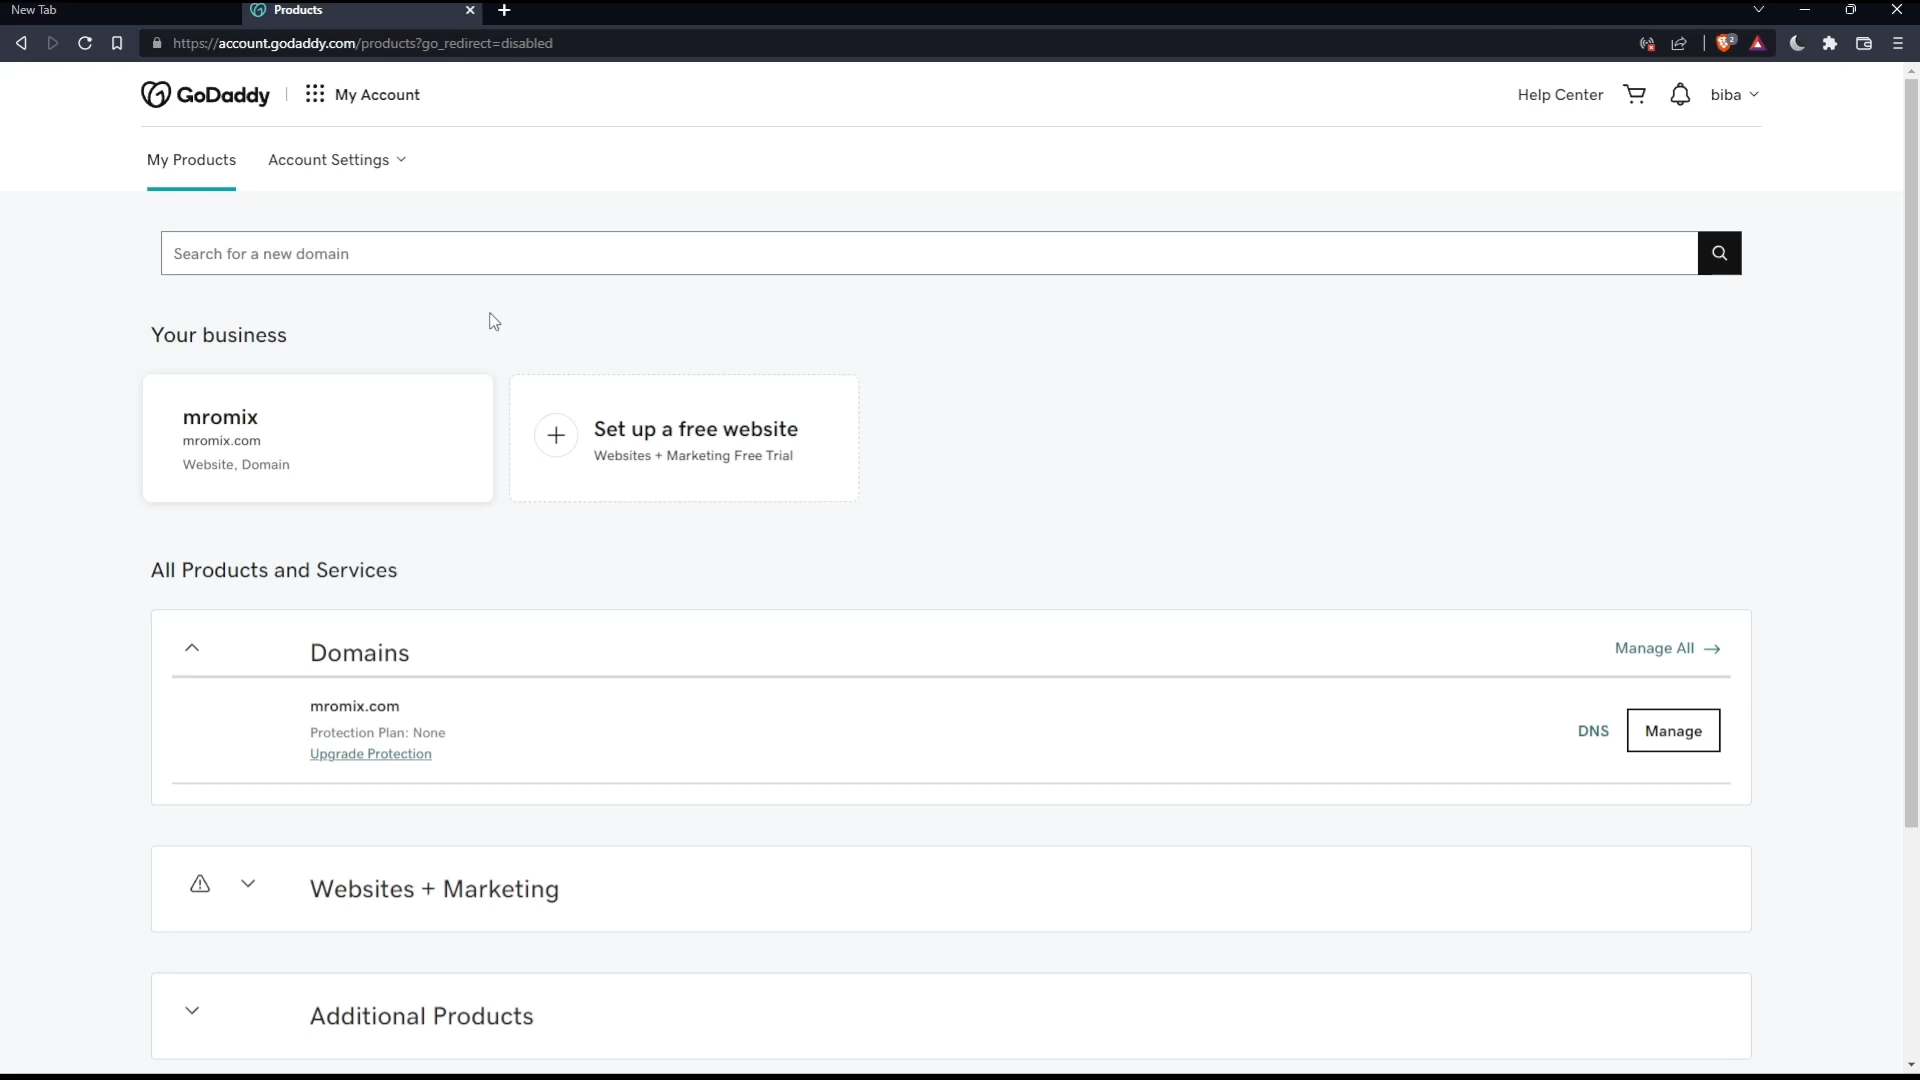 New Tab
Products
https://account.godaddy.com/products?go_redirect=disabled
2
GoDaddy
My Account
Help Center
biba
My Products
Account Settings
Search for a new domain
Your business
mromix
mromix.com
Website, Domain
Set up a free website
Websites + Marketing Free Trial
All Products and Services
Domains
Manage All →
mromix.com
Protection Plan: None
Upgrade Protection
DNS
Manage
Websites + Marketing
Additional Products